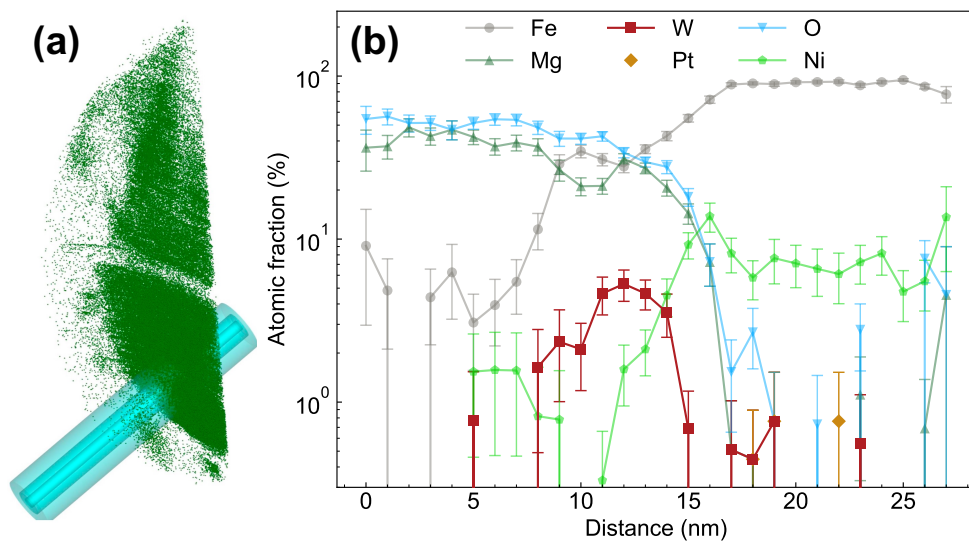 (a)
(b)
Fe
W
O
Mg
Pt
Ni
Atomic fraction (%)
10²
10¹
10⁰
0 5 10 15 20 25
Distance (nm)